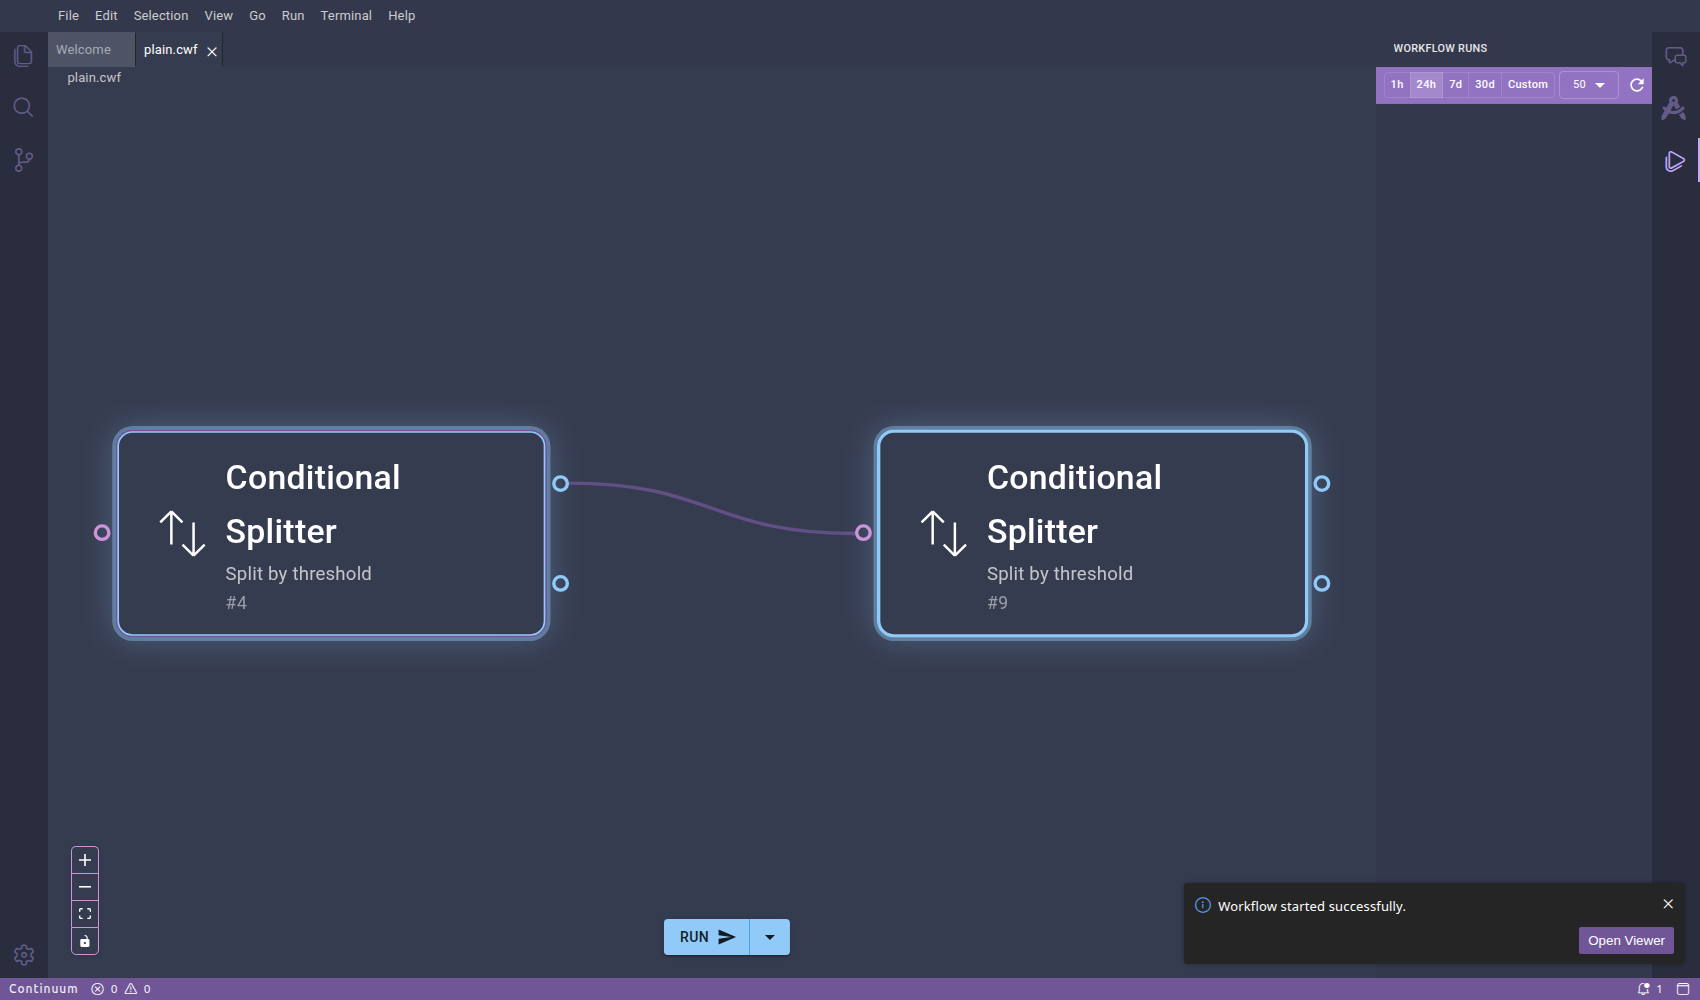 File Edit Selection View Go Run Terminal Help
Welcome plain.cwf
WORKFLOW RUNS
plain.cwf
1h 24h 7d 30d Custom 50
Conditional
Splitter
Split by threshold
#4
Conditional
Splitter
Split by threshold
#9
RUN
Workflow started successfully.
Open Viewer
Continuum 0 0 1